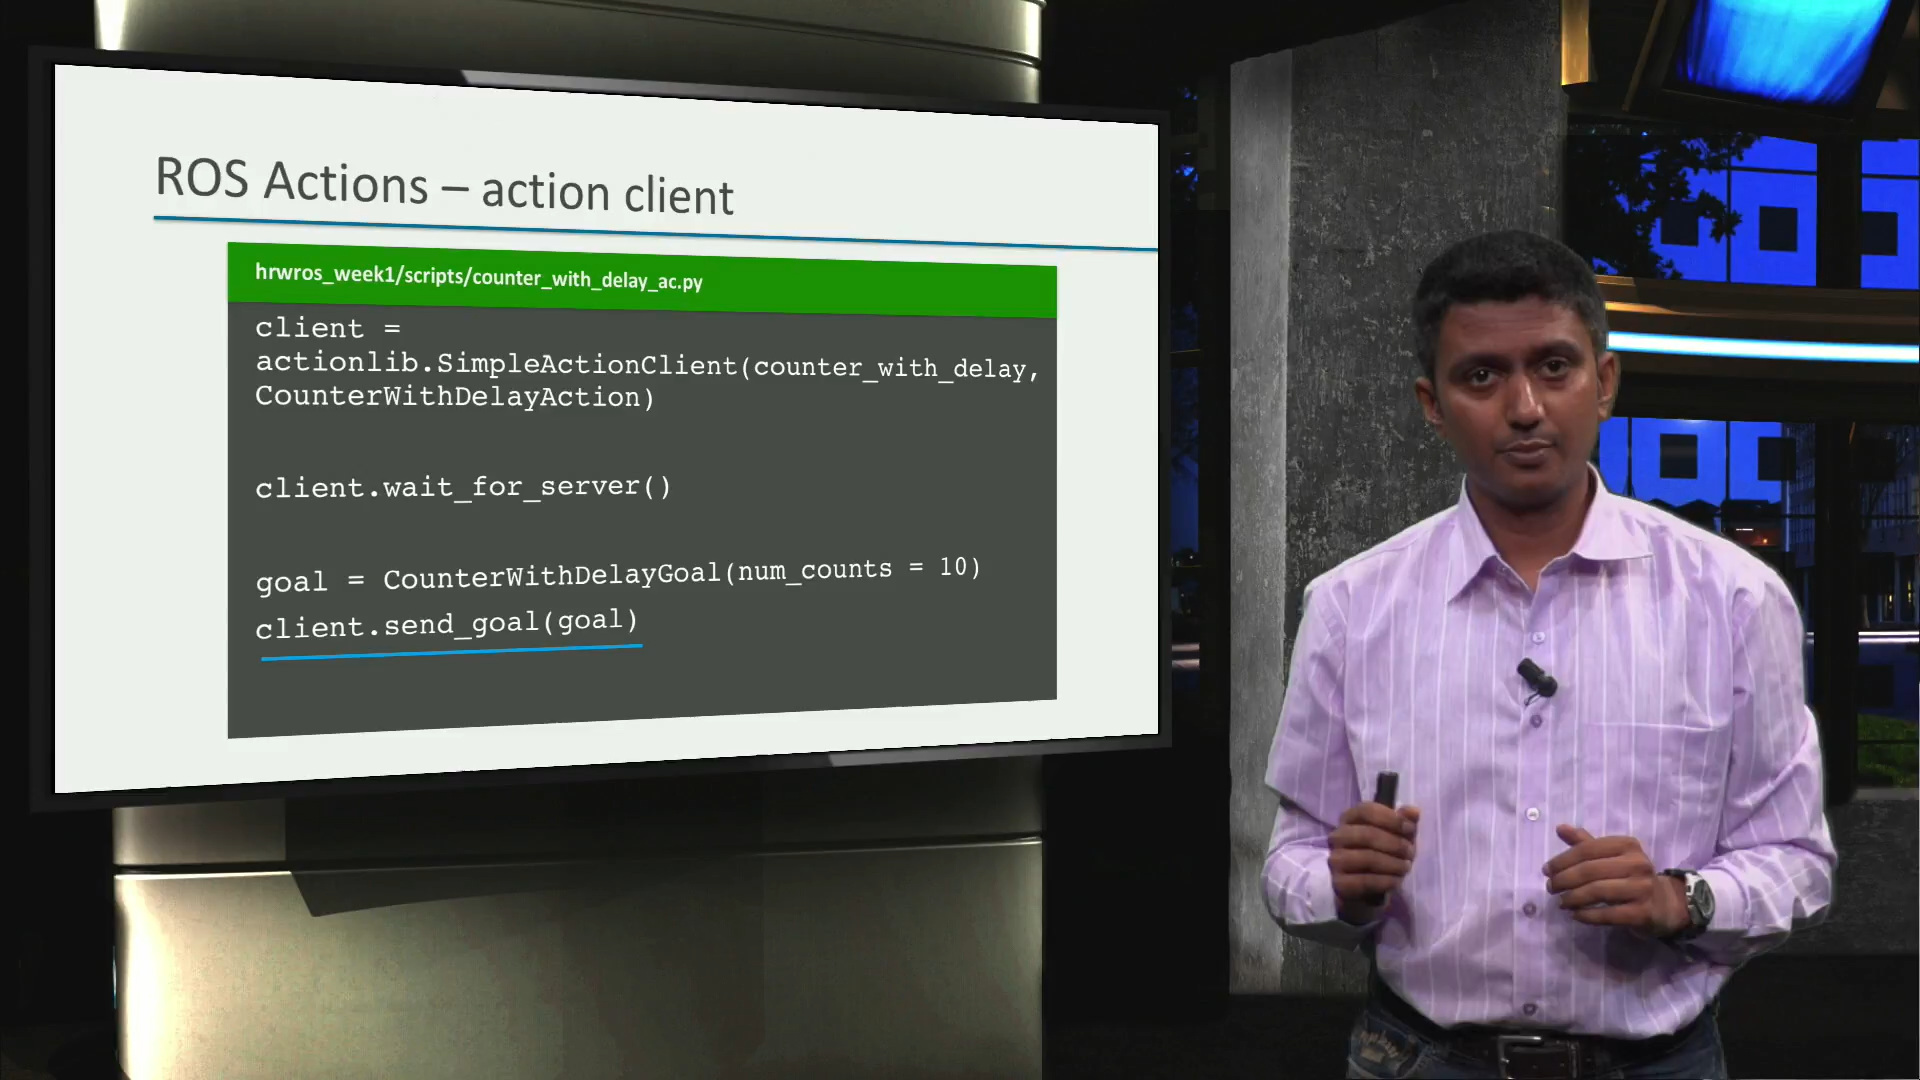 ROS Actions – action client
hrwros_week1/scripts/counter_with_delay_ac.py
client =
actionlib.SimpleActionClient(counter_with_delay,
CounterWithDelayAction)
client.wait_for_server()
goal = CounterWithDelayGoal(num_counts = 10)
client.send_goal(goal)